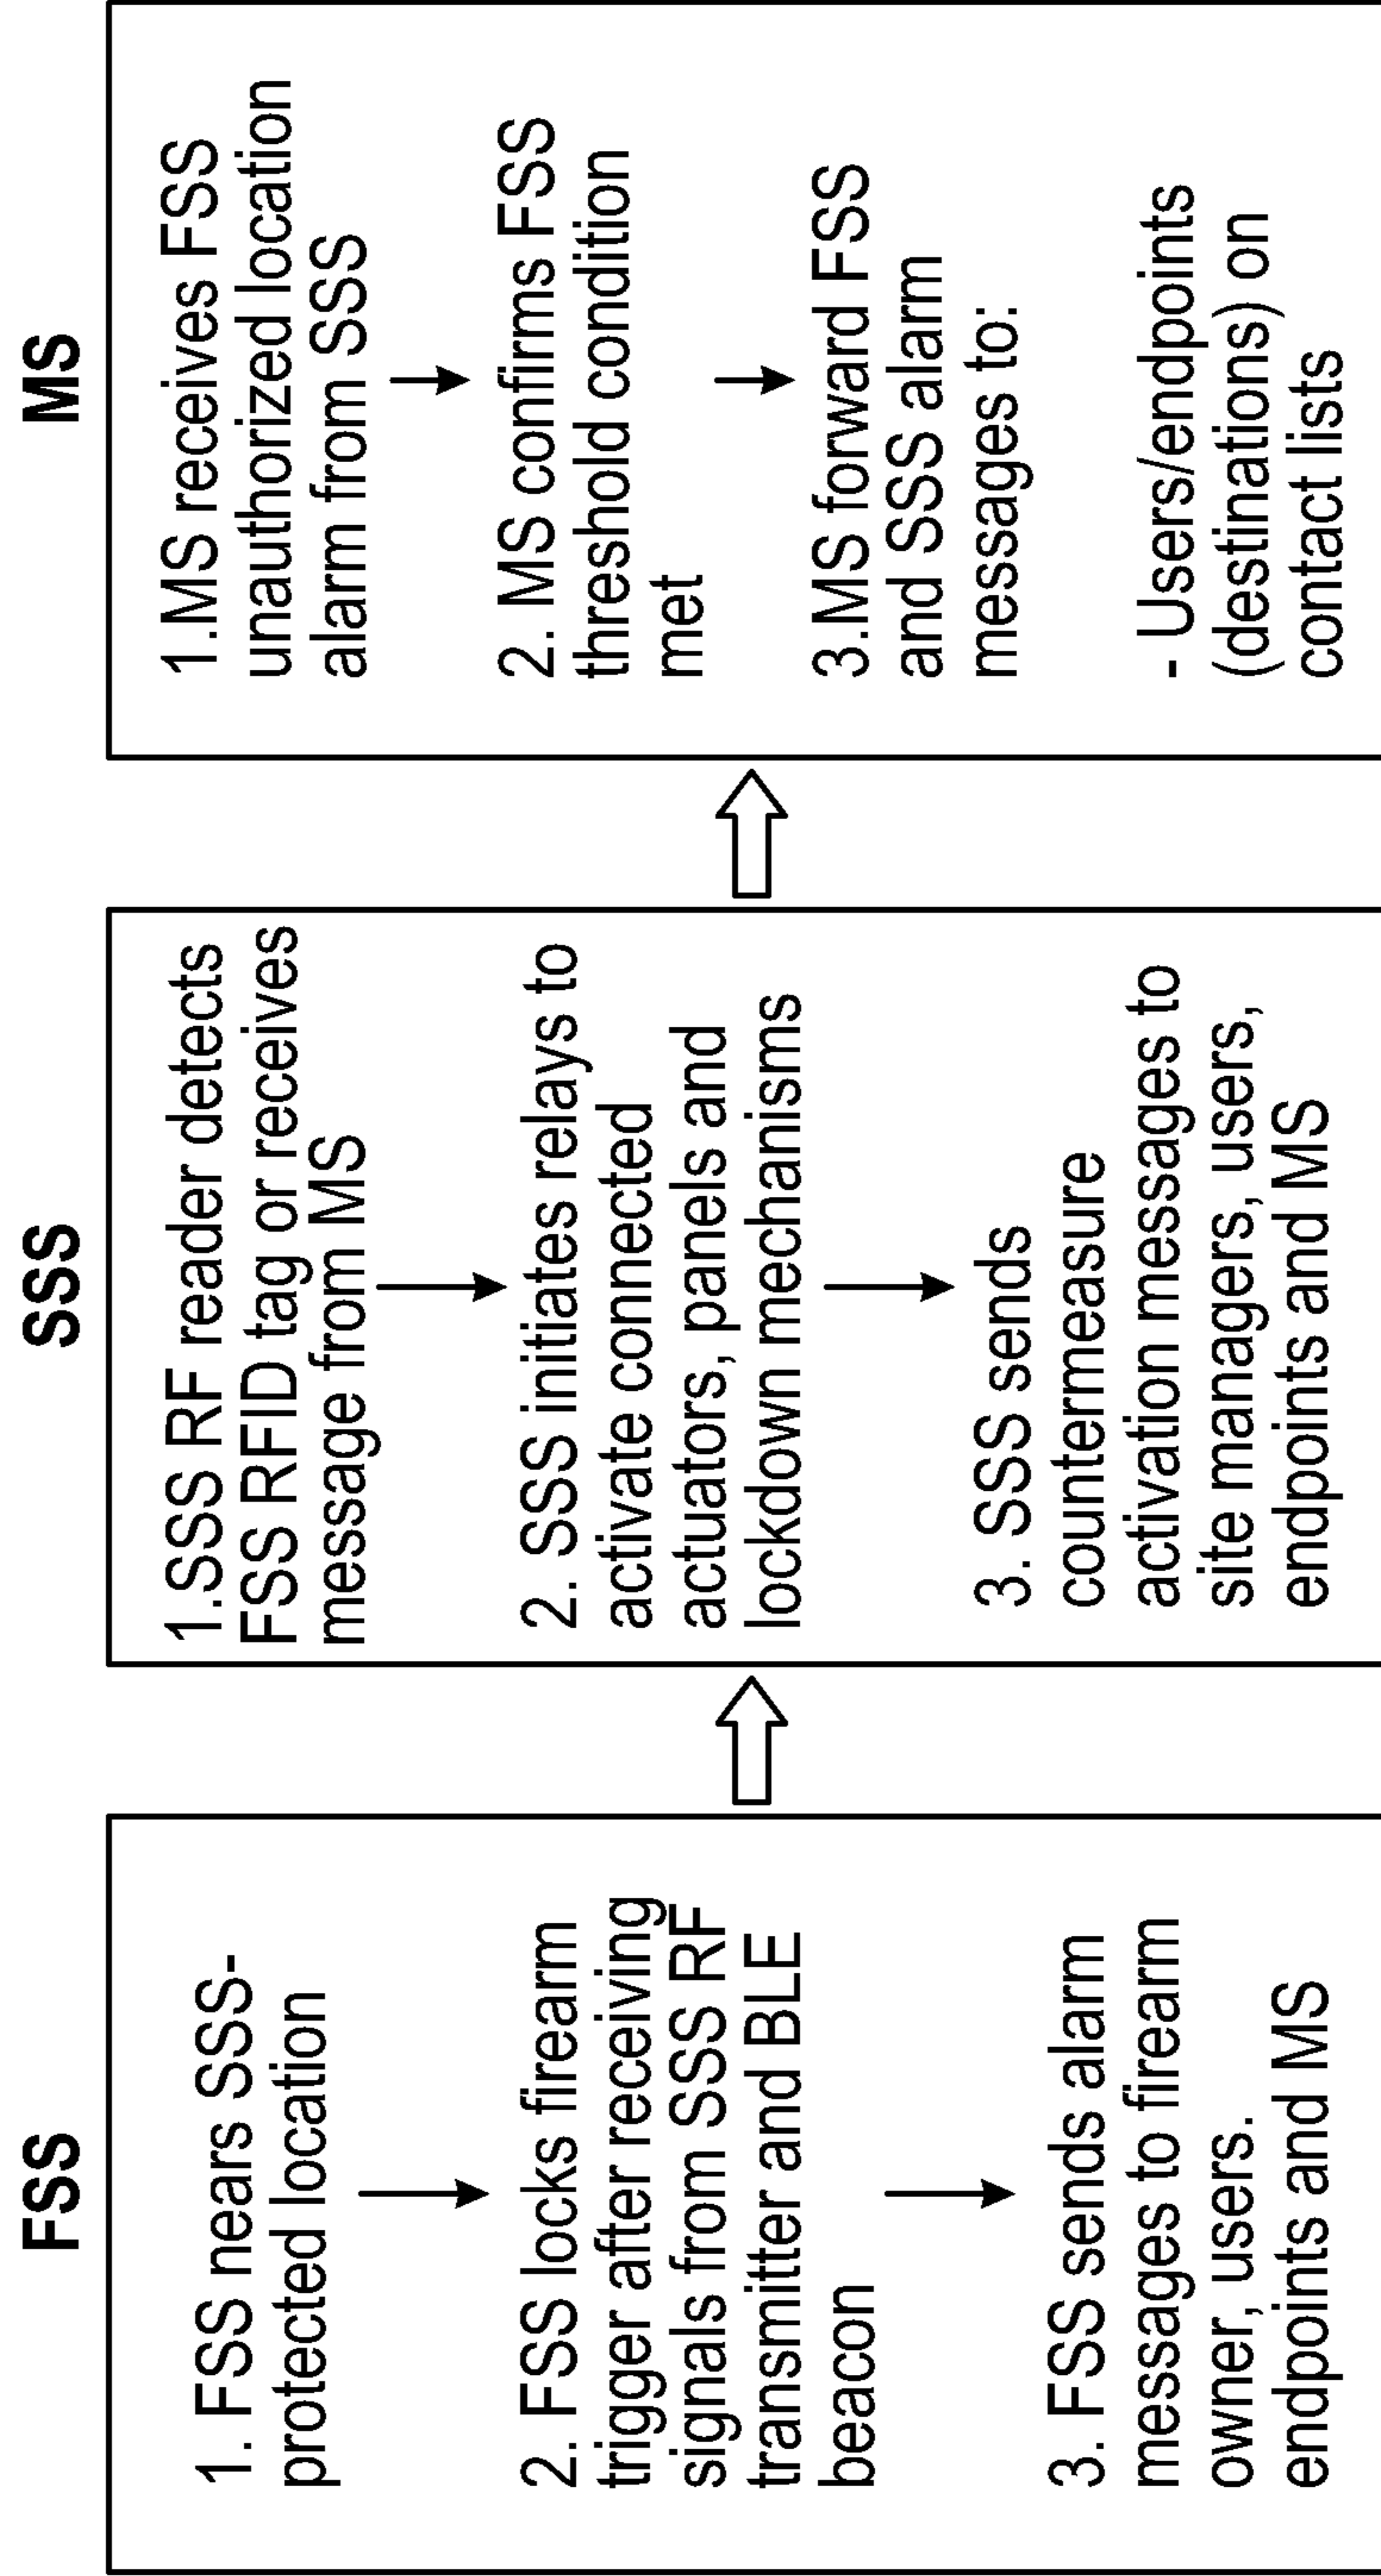 FSS
1. FSS nears SSS-
protected location
2. FSS locks firearm
trigger after receiving
signals from SSS RF
transmitter and BLE
beacon
3. FSS sends alarm
messages to firearm
owner, users.
endpoints and MS
SSS
1.SSS RF reader detects
FSS RFID tag or receives
message from MS
2. SSS initiates relays to
activate connected
actuators, panels and
lockdown mechanisms
3. SSS sends
countermeasure
activation messages to
site managers, users,
endpoints and MS
MS
1.MS receives FSS
unauthorized location
alarm from SSS
2. MS confirms FSS
threshold condition
met
3.MS forward FSS
and SSS alarm
messages to:
- Users/endpoints
(destinations) on
contact lists